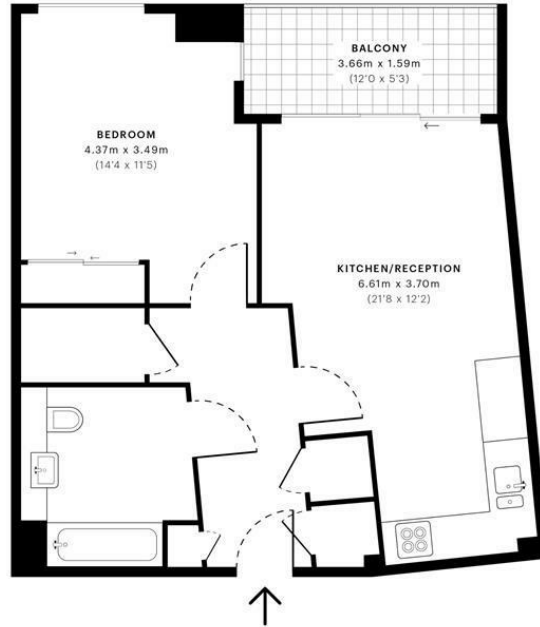 BALCONY
3.66m x 1.59m
(12'0 x 5'3)
BEDROOM
4.37m x 3.49m
(14'4 x 11'5)
KITCHEN/RECEPTION
6.61m x 3.70m
(21'8 x 12'2)